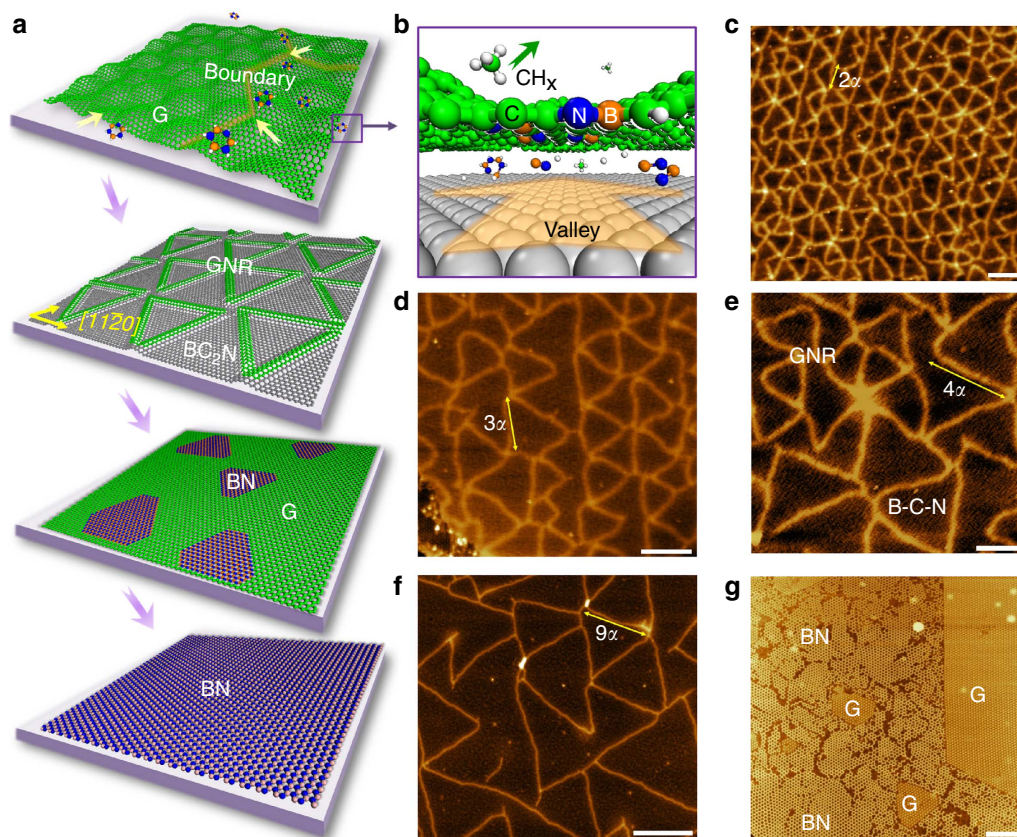 a
Boundary
G
GNR
[112̄0]
BC₂N
BN
G
BN
b
CHₓ
C
N
B
Valley
c
2α
d
3α
e
GNR
4α
B-C-N
f
9α
g
BN
G
G
G
BN